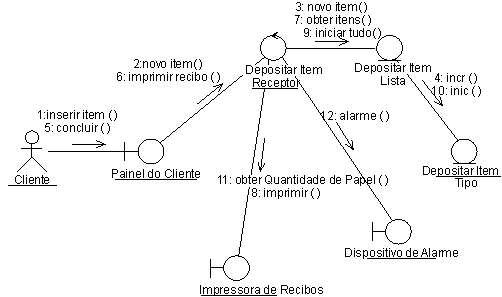 3: novo item ( )
7: obter itens( )
9: iniciar tudo( )
2:novo item( )
6: imprimir recibo ( )
Depositar Item
Receptor
Depositar Item
Lista
4: incr( )
10: inic( )
1:inserir item ( )
5: concluir( )
12: alarme ( )
Cliente
Painel do Cliente
Depositar Item
Tipo
11: obter Quantidade de Papel ( )
8: imprimir ( )
Dispositivo de Alarme
Impressora de Recibos